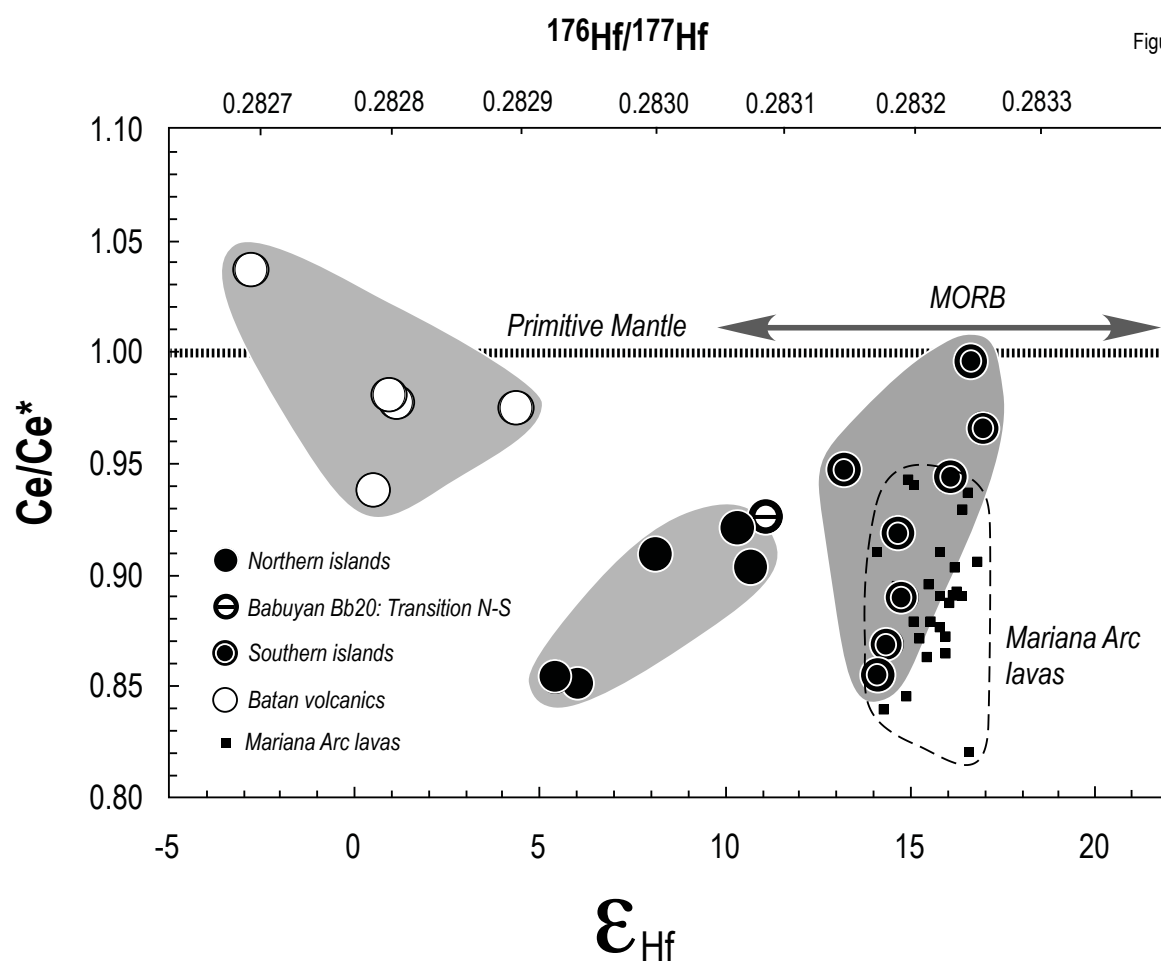 ¹⁷⁶Hf/¹⁷⁷Hf
Figu
0.2827 0.2828 0.2829 0.2830 0.2831 0.2832 0.2833
1.10
1.05
1.00
0.95
0.90
0.85
0.80
Ce/Ce*
Primitive Mantle
MORB
Northern islands
Babuyan Bb20: Transition N-S
Southern islands
Batan volcanics
Mariana Arc lavas
Mariana Arc
lavas
-5 0 5 10 15 20
εHf